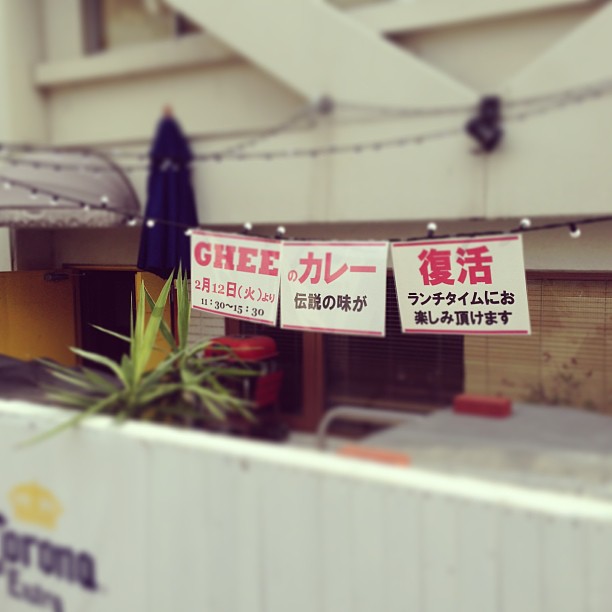 GHEE
2月12日(火)より
11:30〜15:30
のカレー
伝説の味が
復活
ランチタイムにお
楽しみ頂けます
Corona
Extra